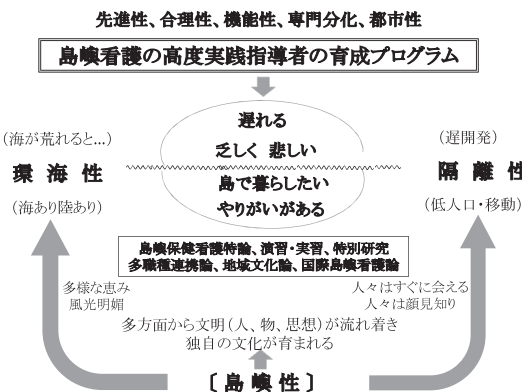 先進性、合理性、機能性、専門分化、都市性
島嶼看護の高度実践指導者の育成プログラム
遅れる
乏しく 悲しい
島で暮らしたい
やりがいがある
(海が荒れると...)
環 海 性
(海あり陸あり)
(遅開発)
隔 離 性
(低人口・移動)
島嶼保健看護特論、演習・実習、特別研究
多職種連携論、地域文化論、国際島嶼看護論
多様な恵み
風光明媚
人々はすぐに会える
人々は顔見知り
多方面から文明(人、物、思想)が流れ着き
独自の文化が育まれる
〔 島 嶼 性 〕